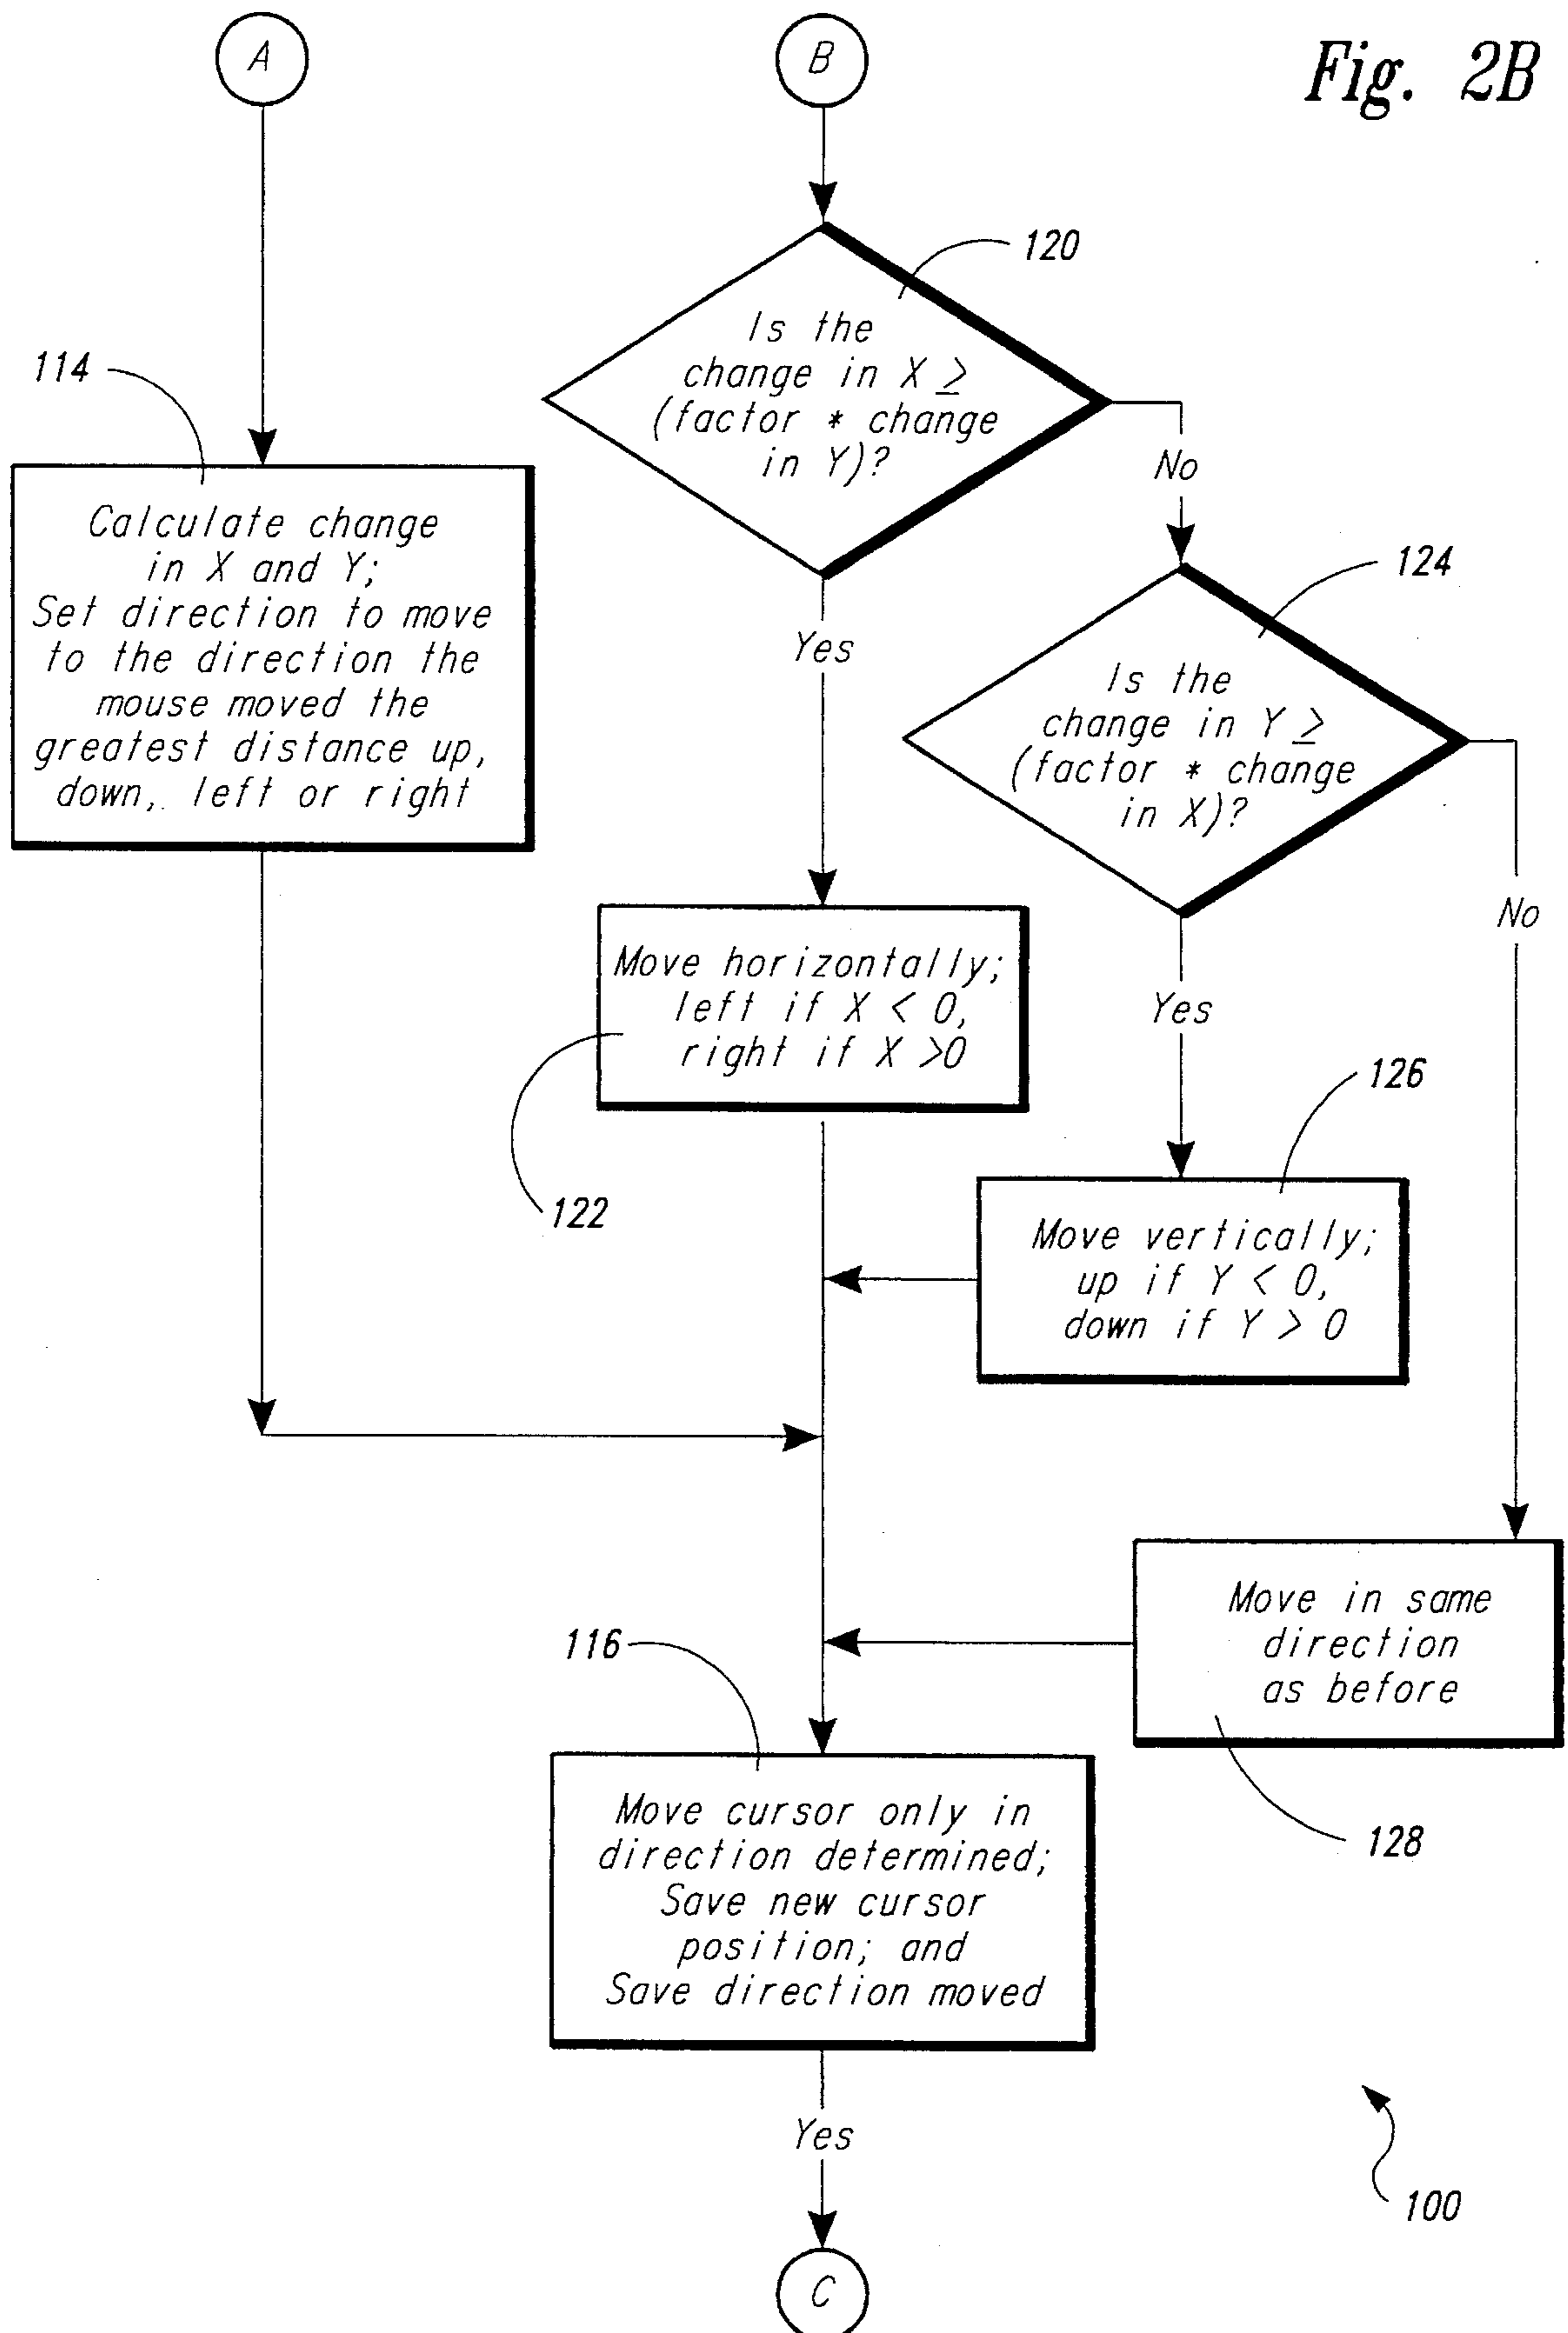 A
B
Fig. 2B
120
Is the
change in X ≥
(factor * change
in Y)?
114
No
Calculate change
in X and Y;
Set direction to move
to the direction the
mouse moved the
greatest distance up,
down, left or right
124
Yes
Is the
change in Y ≥
(factor * change
in X)?
No
Move horizontally;
left if X < 0,
right if X >0
Yes
126
122
Move vertically;
up if Y < 0,
down if Y > 0
Move in same
direction
as before
116
128
Move cursor only in
direction determined;
Save new cursor
position; and
Save direction moved
Yes
100
C